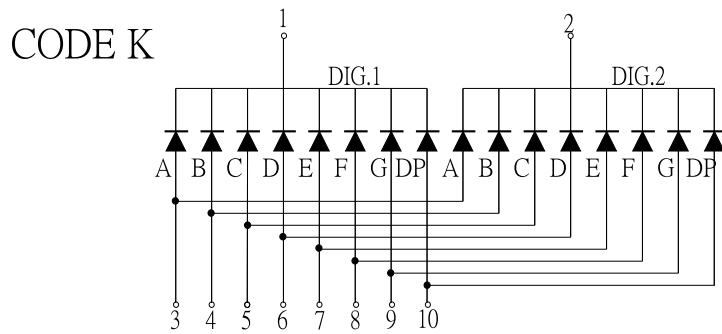 1 2
CODE K
DIG.1 DIG.2
A B C D E F G DP A B C D E F G DP
3 4 5 6 7 8 9 10